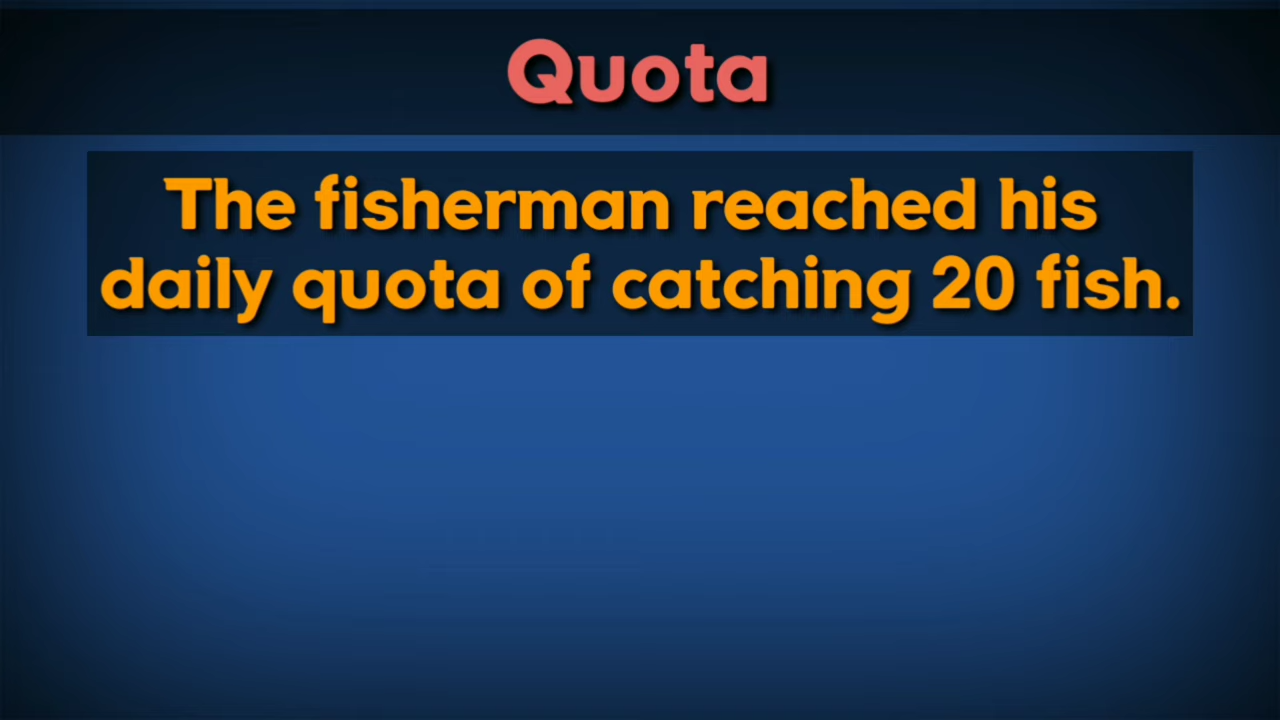 Quota
The fisherman reached his
daily quota of catching 20 fish.